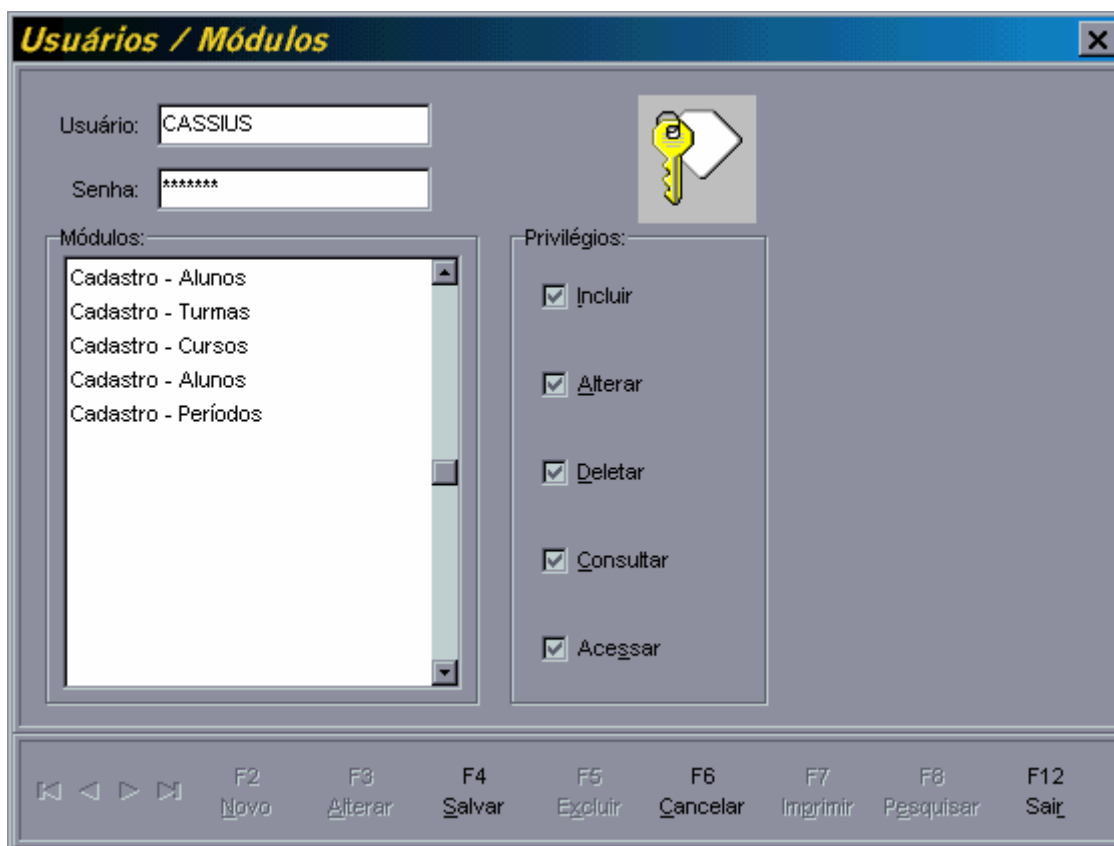 Usuários / Módulos
Usuário: CASSIUS
Senha: *******
Módulos:
Cadastro - Alunos
Cadastro - Turmas
Cadastro - Cursos
Cadastro - Alunos
Cadastro - Períodos
Privilégios:
Incluir
Alterar
Deletar
Consultar
Acessar
F2 F3 F4 F5 F6 F7 F8 F12
Novo Alterar Salvar Excluir Cancelar Imprimir Pesquisar Sair